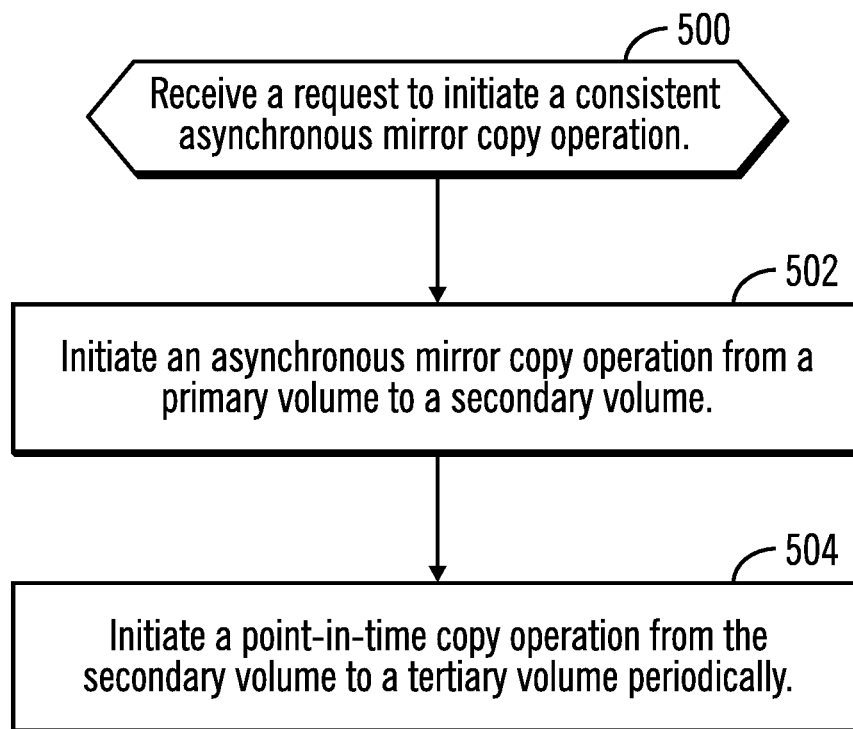 500
Receive a request to initiate a consistent
asynchronous mirror copy operation.
502
Initiate an asynchronous mirror copy operation from a
primary volume to a secondary volume.
504
Initiate a point-in-time copy operation from the
secondary volume to a tertiary volume periodically.